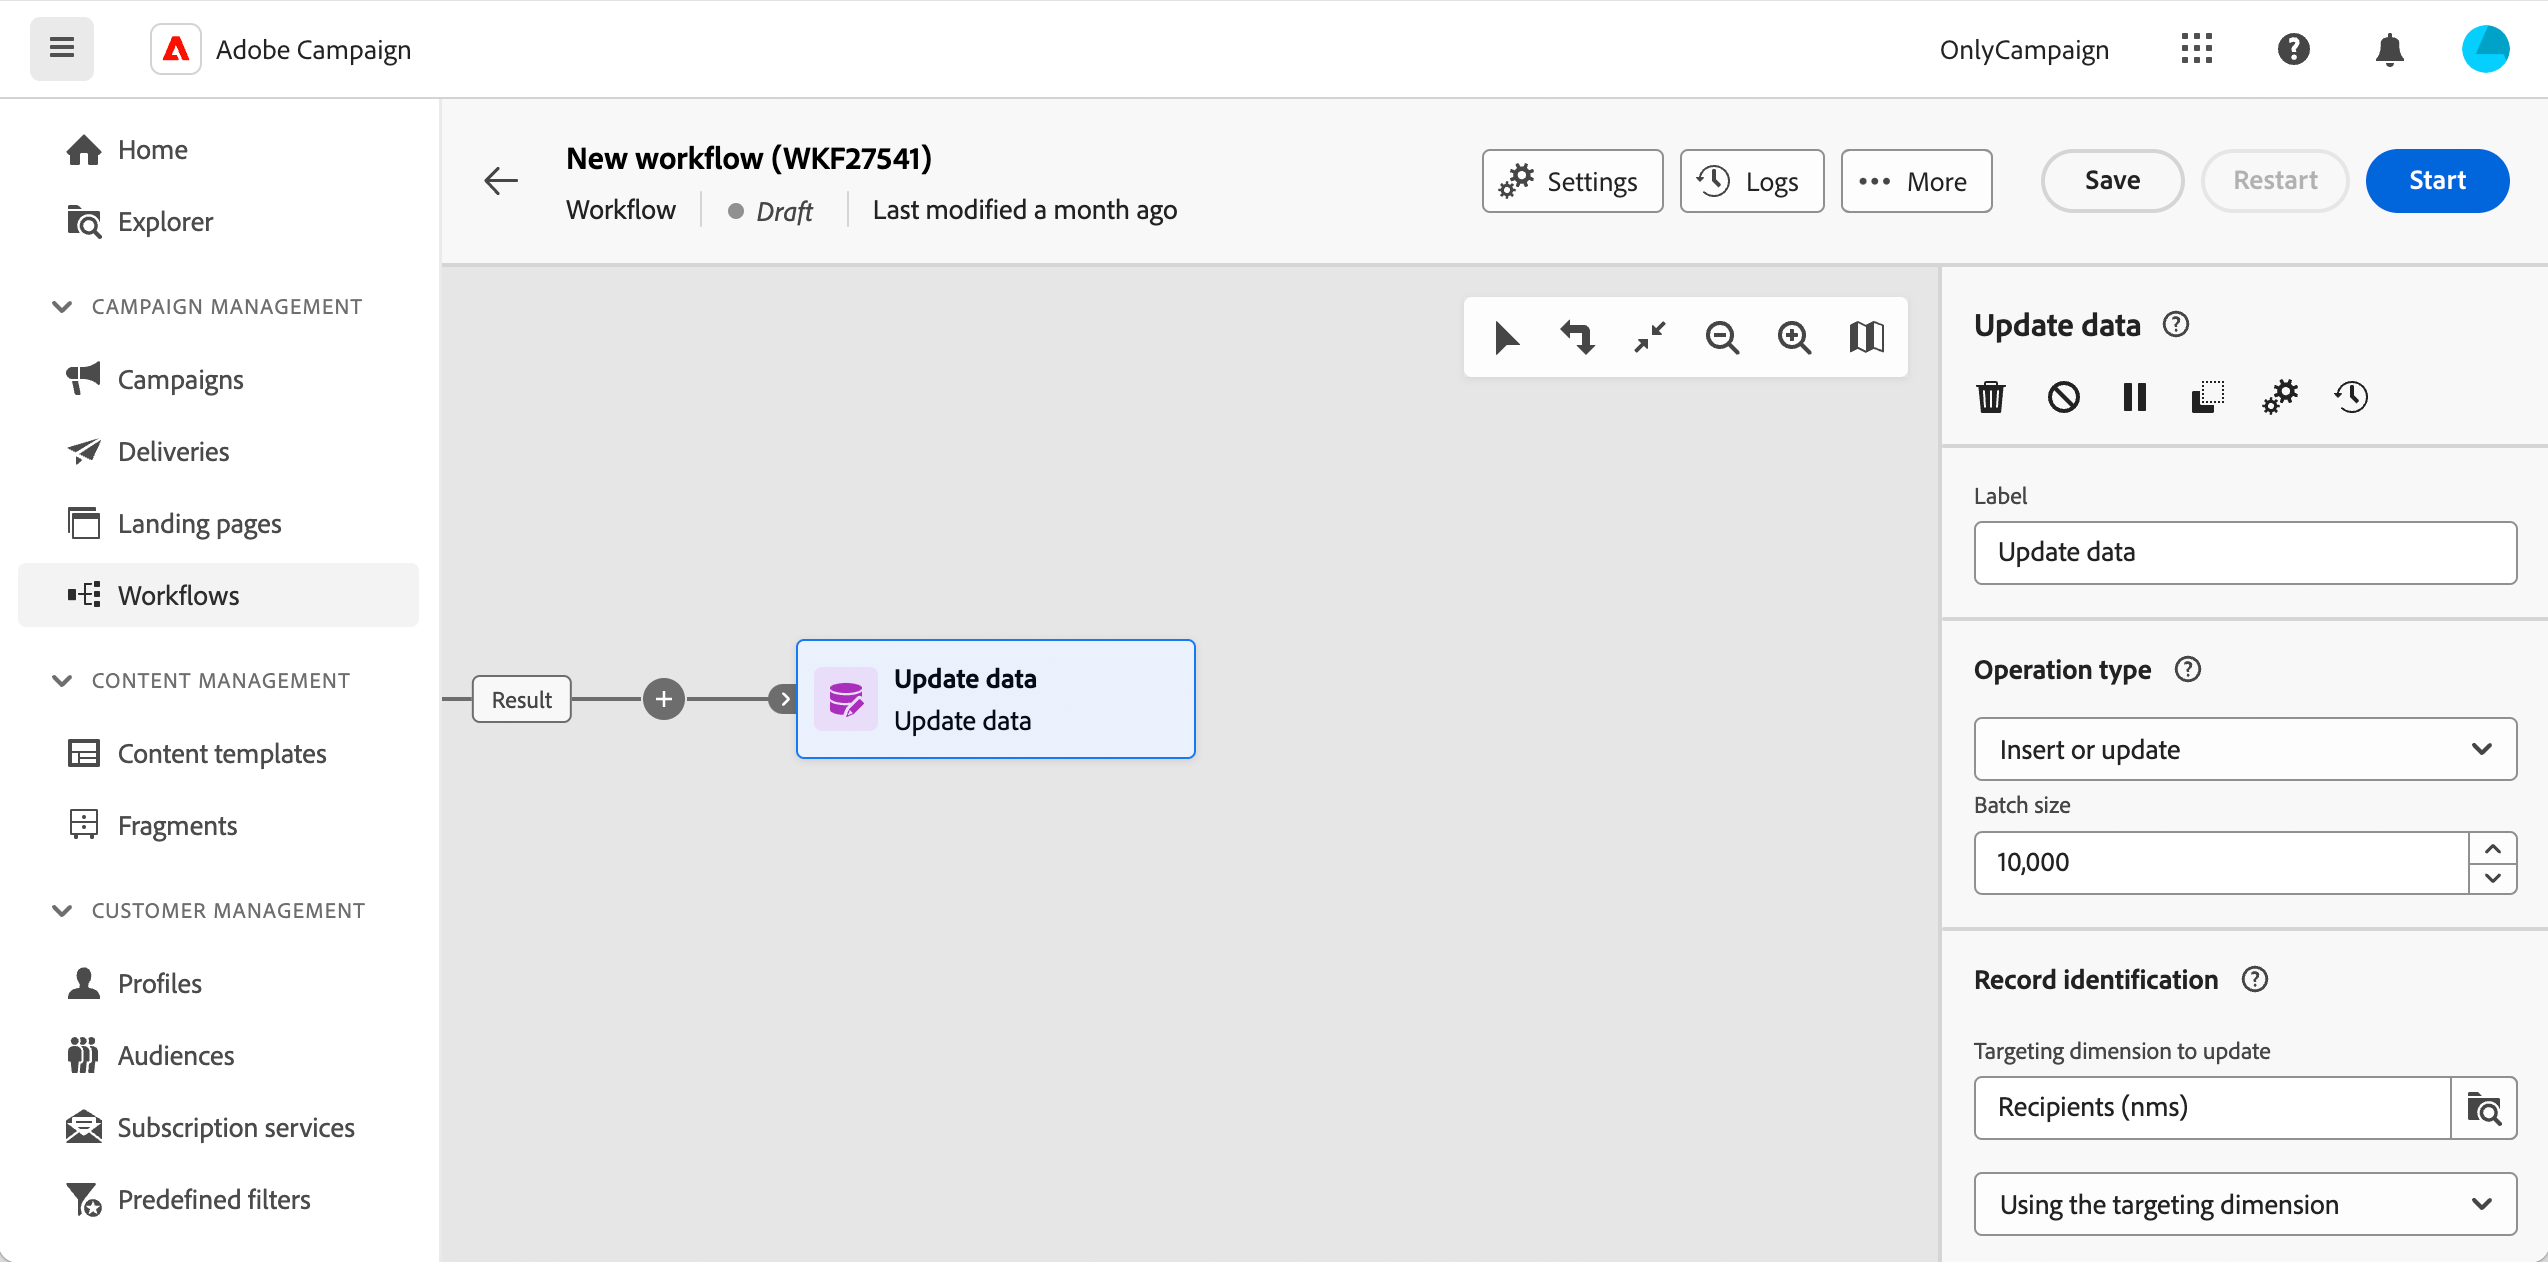 Adobe Campaign
OnlyCampaign
Home
Explorer
CAMPAIGN MANAGEMENT
Campaigns
Deliveries
Landing pages
Workflows
CONTENT MANAGEMENT
Content templates
Fragments
CUSTOMER MANAGEMENT
Profiles
Audiences
Subscription services
Predefined filters
New workflow (WKF27541)
Workflow
Draft
Last modified a month ago
Settings
Logs
More
Save
Restart
Start
Result
Update data
Update data
Update data
Label
Update data
Operation type
Insert or update
Batch size
10,000
Record identification
Targeting dimension to update
Recipients (nms)
Using the targeting dimension